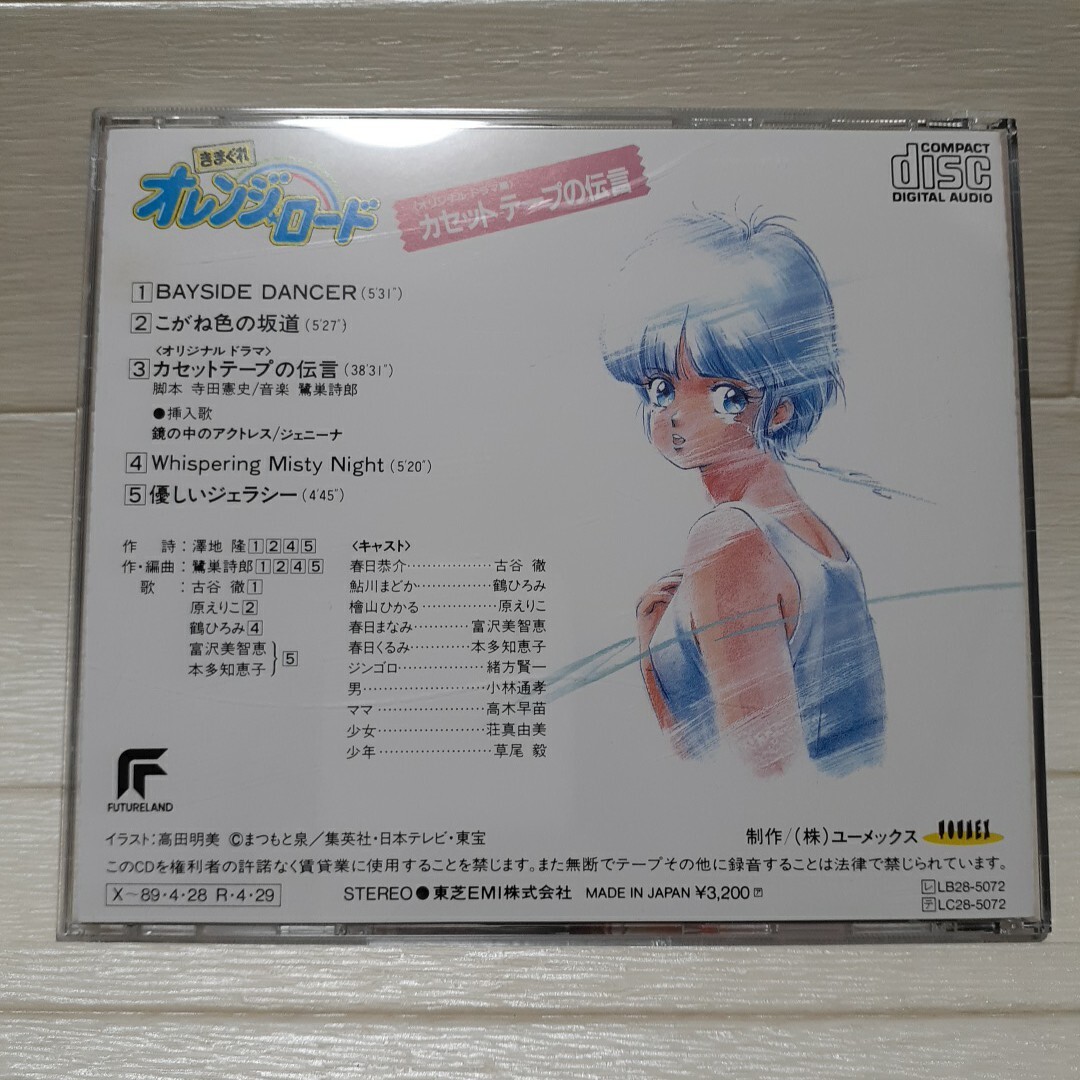 きまぐれ
オレンジ★ロード
〈オリジナル・ドラマ編〉
カセットテープの伝言
COMPACT
disc
DIGITAL AUDIO
1 BAYSIDE DANCER(5'31")
2 こがね色の坂道(5'27")
〈オリジナルドラマ〉
3 カセットテープの伝言(38'31")
脚本 寺田憲史/音楽 鷺巣詩郎
●挿入歌
鏡の中のアクトレス/ジェニーナ
4 Whispering Misty Night(5'20")
5 優しいジェラシー(4'45")
作 詩:澤地 隆1245
作・編曲:鷺巣詩郎1245
歌:古谷 徹1
原えりこ2
鶴ひろみ4
富沢美智恵
本多知恵子}5
〈キャスト〉
春日恭介………………古谷 徹
鮎川まどか……………鶴ひろみ
檜山ひかる……………原えりこ
春日まなみ…………富沢美智恵
春日くるみ…………本多知恵子
ジンゴロ………………緒方賢一
男………………………小林通孝
ママ……………………高木早苗
少女……………………荘真由美
少年……………………草尾 毅
FUTURELAND
イラスト:高田明美 ©まつもと泉/集英社・日本テレビ・東宝
制作/(株)ユーメックス
YOUMEX
このCDを権利者の許諾なく賃貸業に使用することを禁じます。また無断でテープその他に録音することは法律で禁じられています。
X〜89・4・28 R・4・29
STEREO●東芝EMI株式会社 MADE IN JAPAN ¥3,200
レLB28-5072
テLC28-5072